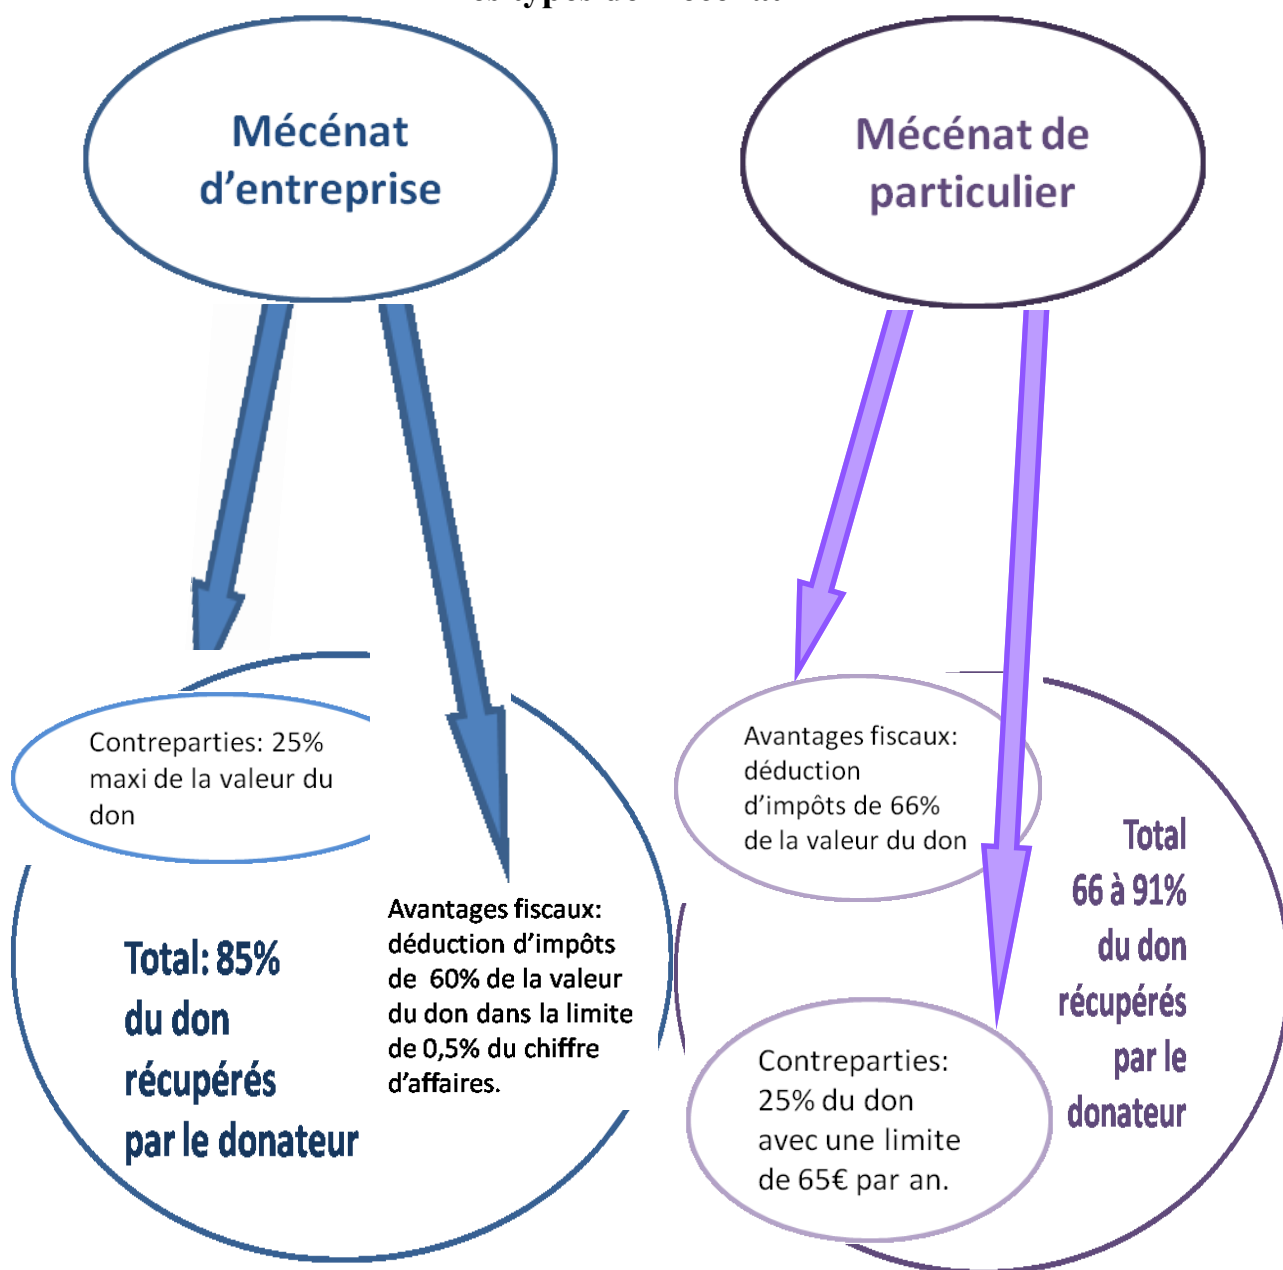 Mécénat
d'entreprise
Mécénat de
particulier
Contreparties: 25%
maxi de la valeur du
don
Avantages fiscaux:
déduction d'impôts
de 60% de la valeur
du don dans la limite
de 0,5% du chiffre
d'affaires.
Total: 85%
du don
récupérés
par le donateur
Avantages fiscaux:
déduction
d'impôts de 66%
de la valeur du don
Contreparties:
25% du don
avec une limite
de 65€ par an.
Total
66 à 91%
du don
récupérés
par le
donateur